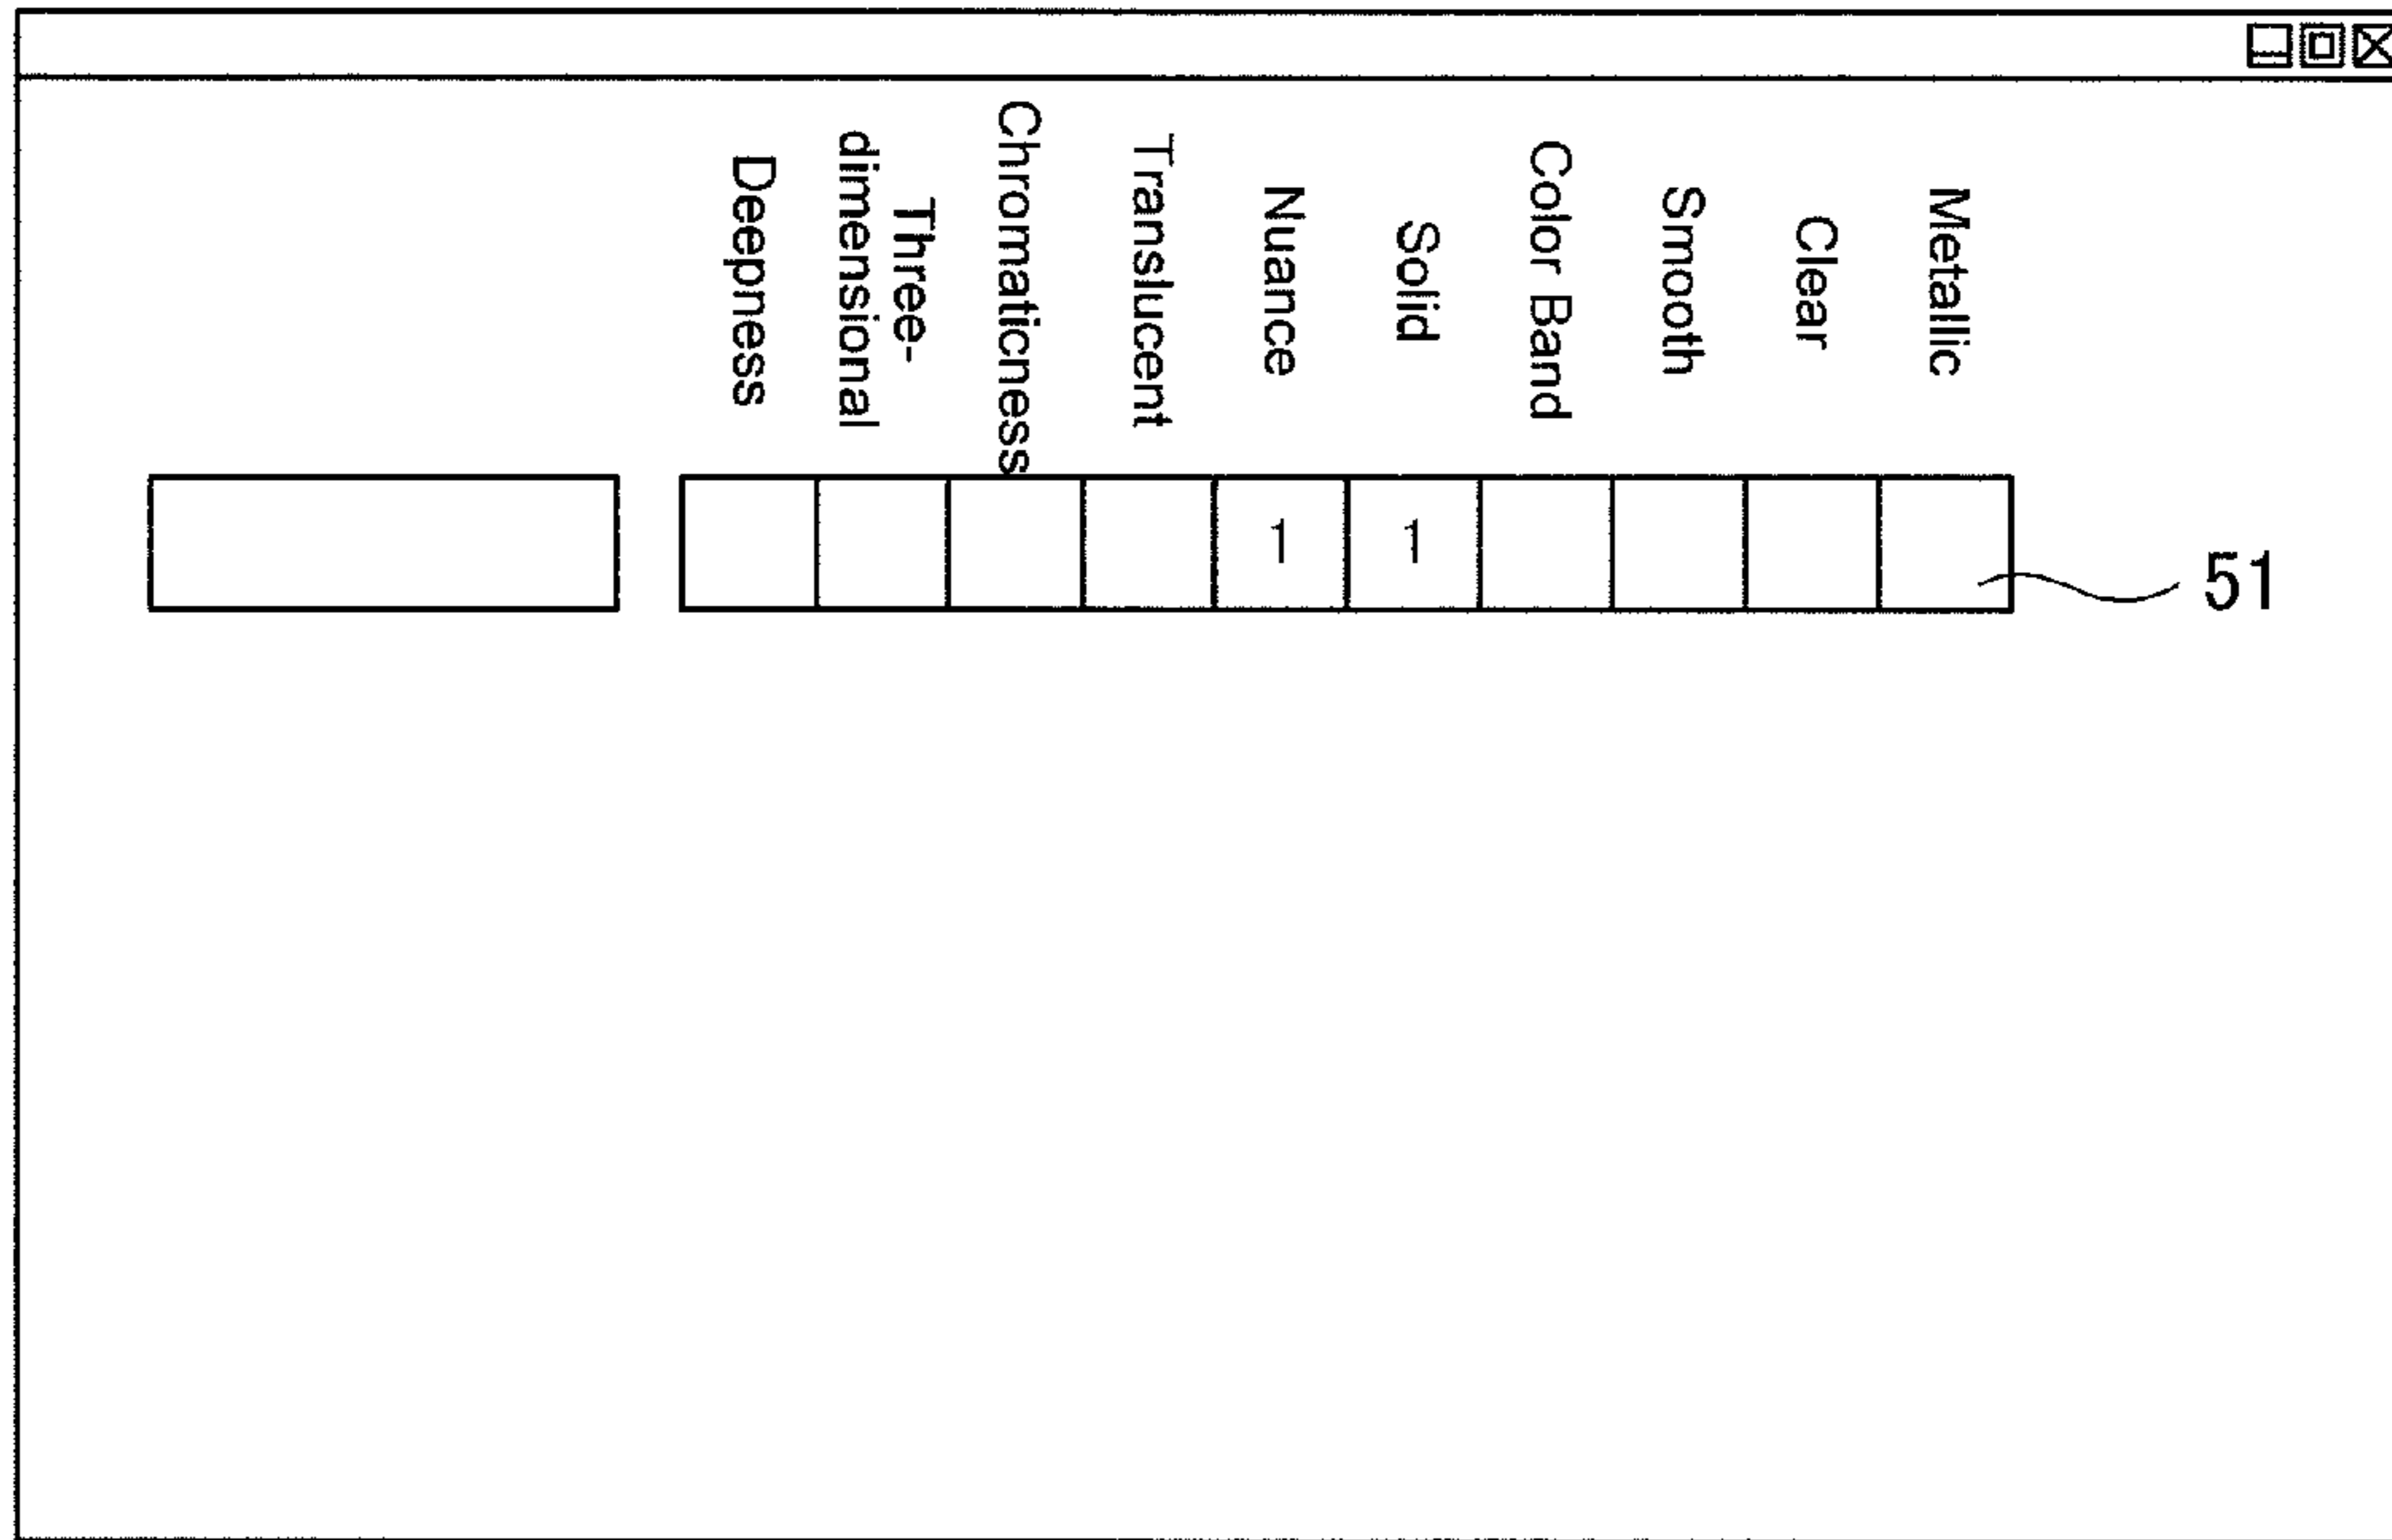 Deepness
Three-
dimensional
Chromaticness
Translucent
Nuance
Solid
Color Band
Smooth
Clear
Metallic
1
1
51